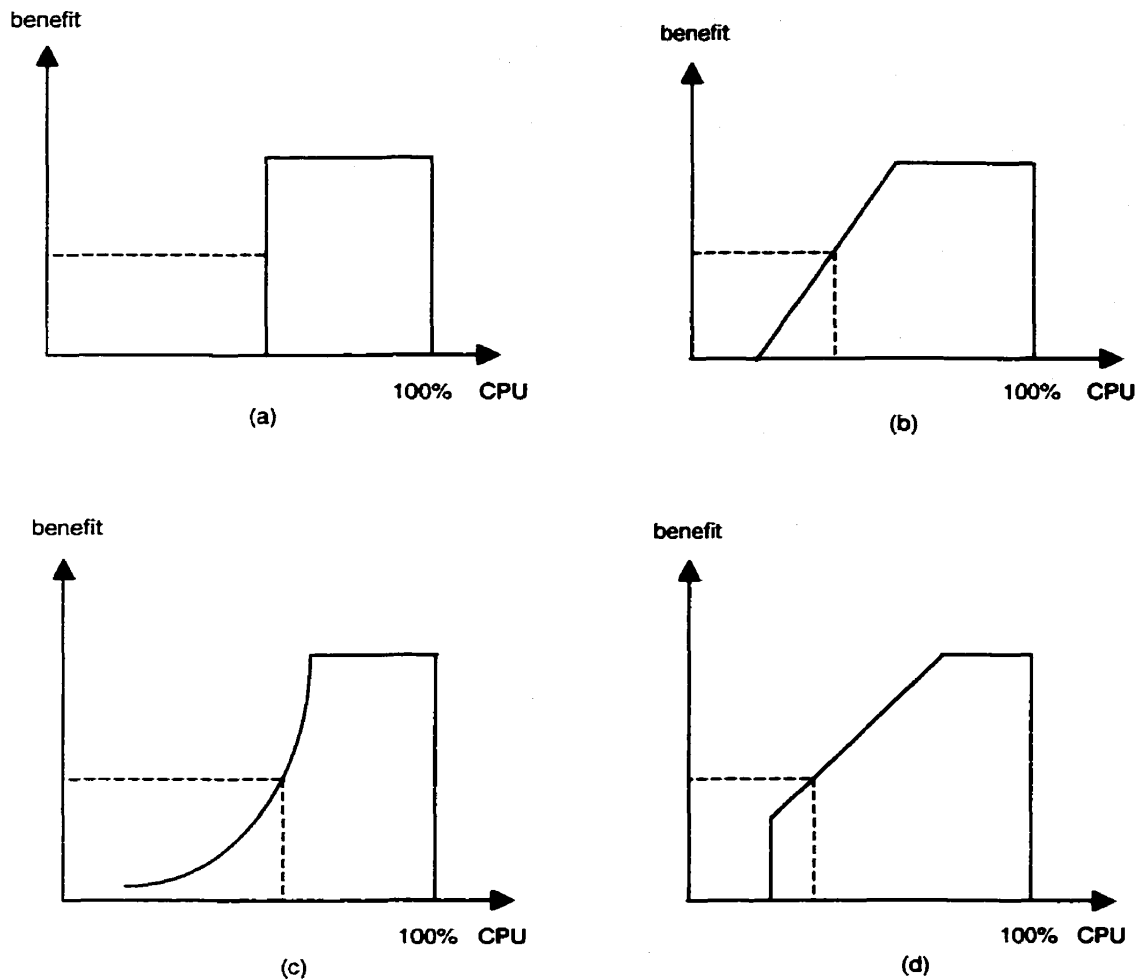 benefit
100% CPU
(a)
benefit
100% CPU
(b)
benefit
100% CPU
(c)
benefit
100% CPU
(d)